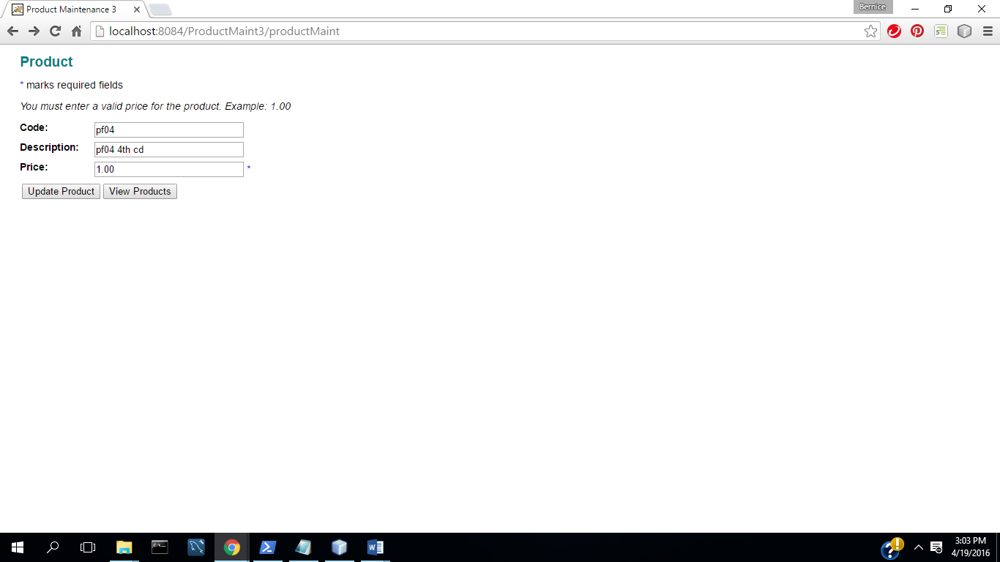 Product Maintenance 3
Bernice
localhost:8084/ProductMaint3/productMaint
Product
* marks required fields
You must enter a valid price for the product. Example: 1.00
Code: pf04
Description: pf04 4th cd
Price: 1.00 *
Update Product View Products
3:03 PM
4/19/2016